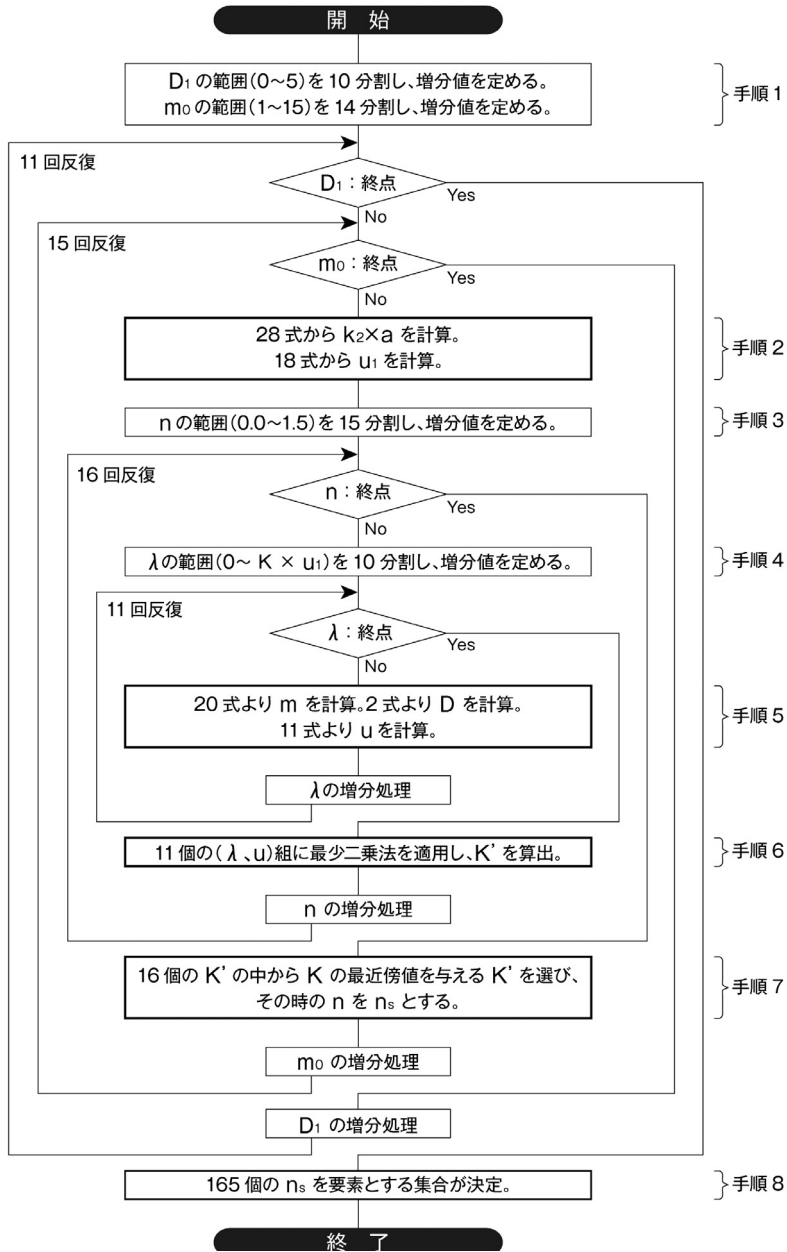 開 始
D₁ の範囲(0～5)を 10 分割し、増分値を定める。
m₀ の範囲(1～15)を 14 分割し、増分値を定める。
手順 1
11 回反復
D₁：終点
Yes
No
15 回反復
m₀：終点
Yes
No
28 式から k₂×a を計算。
18 式から u₁ を計算。
手順 2
n の範囲(0.0～1.5)を 15 分割し、増分値を定める。
手順 3
16 回反復
n：終点
Yes
No
λの範囲(0～ K × u₁)を 10 分割し、増分値を定める。
手順 4
11 回反復
λ：終点
Yes
No
20 式より m を計算。2 式より D を計算。
11 式より u を計算。
手順 5
λの増分処理
11 個の(λ、u)組に最少二乗法を適用し、K’ を算出。
手順 6
n の増分処理
16 個の K’ の中から K の最近傍値を与える K’ を選び、
その時の n を nₛ とする。
手順 7
m₀ の増分処理
D₁ の増分処理
165 個の nₛ を要素とする集合が決定。
手順 8
終 了